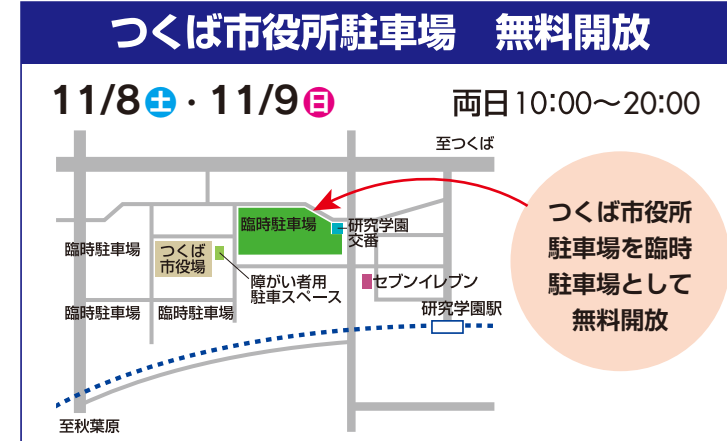 つくば市役所駐車場　無料開放
11/8土・11/9日　両日10:00～20:00
至つくば
つくば市役所
駐車場を臨時
駐車場として
無料開放
臨時駐車場
研究学園
交番
臨時駐車場
つくば
市役場
障がい者用
駐車スペース
セブンイレブン
臨時駐車場
臨時駐車場
研究学園駅
至秋葉原